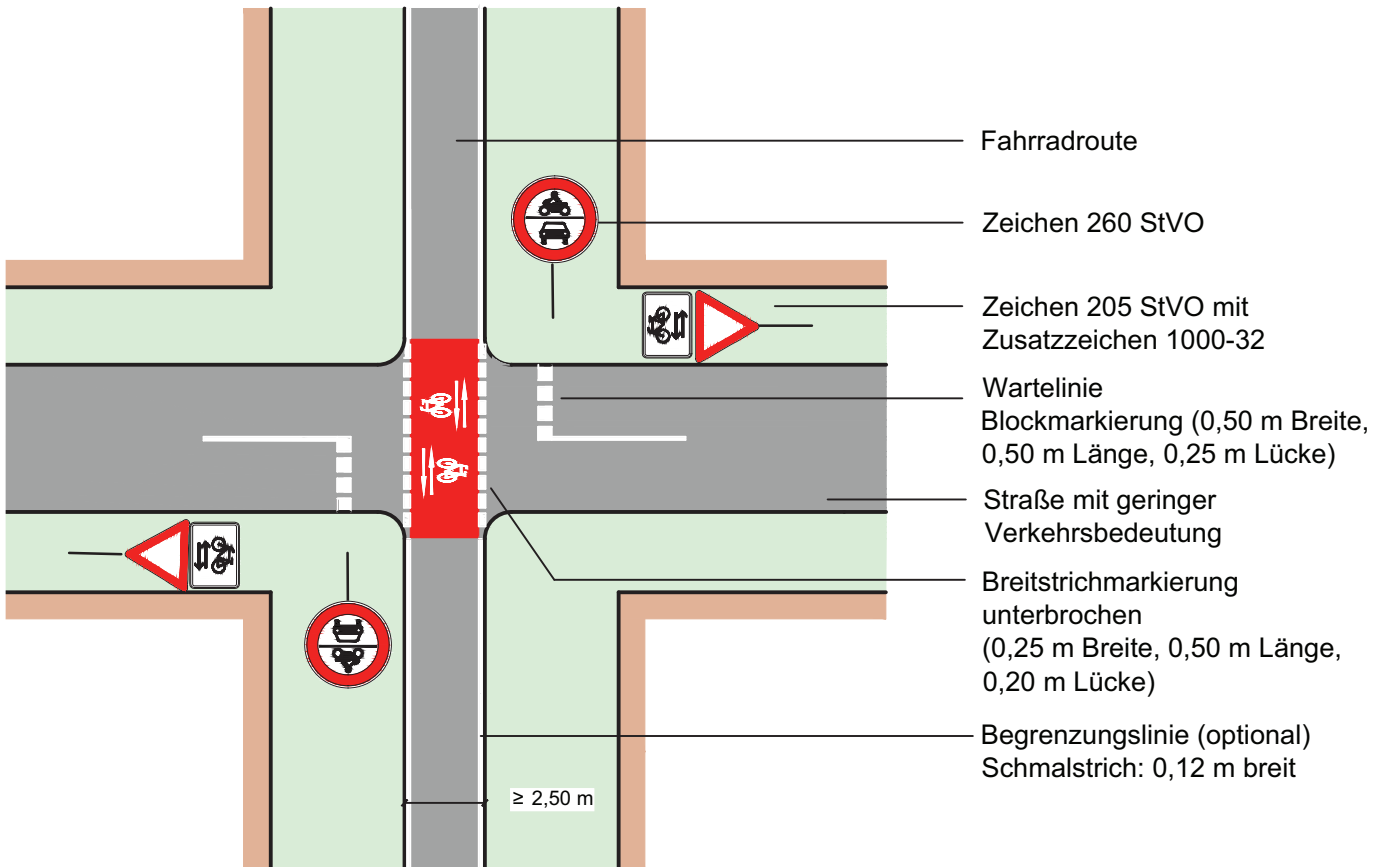 Fahrradroute
Zeichen 260 StVO
Zeichen 205 StVO mit
Zusatzzeichen 1000-32
Wartelinie
Blockmarkierung (0,50 m Breite,
0,50 m Länge, 0,25 m Lücke)
Straße mit geringer
Verkehrsbedeutung
Breitstrichmarkierung
unterbrochen
(0,25 m Breite, 0,50 m Länge,
0,20 m Lücke)
Begrenzungslinie (optional)
Schmalstrich: 0,12 m breit
≥ 2,50 m